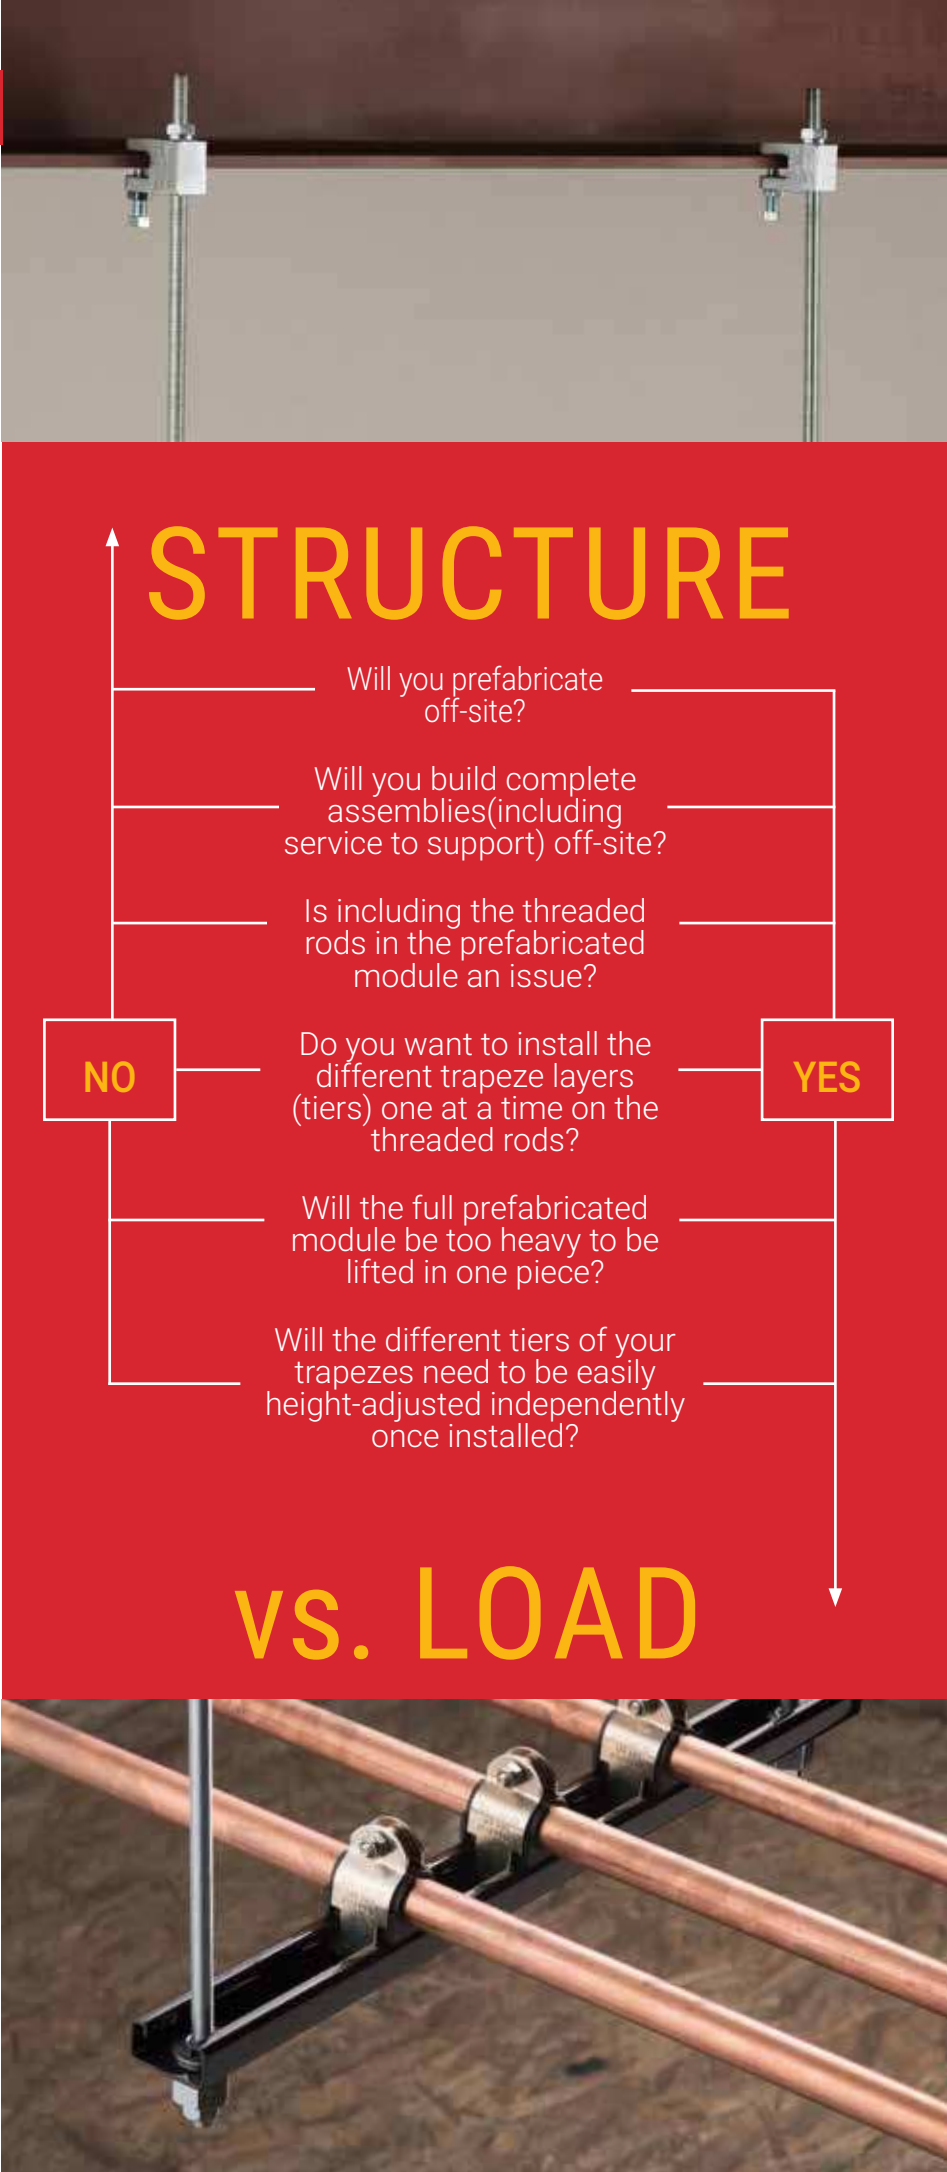 STRUCTURE
Will you prefabricate
off-site?
Will you build complete
assemblies(including
service to support) off-site?
Is including the threaded
rods in the prefabricated
module an issue?
NO
Do you want to install the
different trapeze layers
(tiers) one at a time on the
threaded rods?
YES
Will the full prefabricated
module be too heavy to be
lifted in one piece?
Will the different tiers of your
trapezes need to be easily
height-adjusted independently
once installed?
vs. LOAD